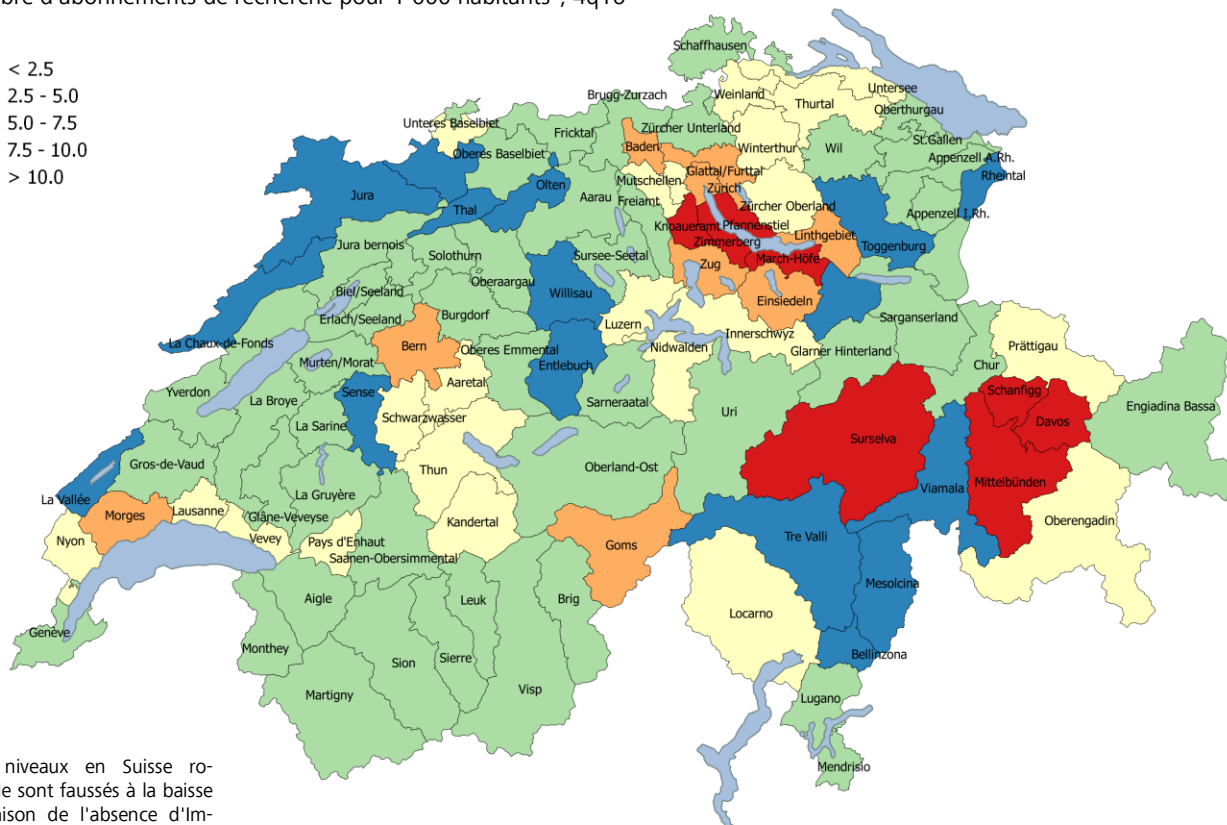 d'abonnements de recherche pour 1 000 habitants
< 2.5
2.5 - 5.0
5.0 - 7.5
7.5 - 10.0
> 10.0
Schaffhausen
Brugg-Zurzach
Weinland
Untersee
Thurtal
Oberthurgau
Unteres Baselbiet
Fricktal
Zürcher Unterland
Baden
Winterthur
Wil
St.Gallen
Oberes Baselbiet
Appenzell A.Rh.
Rheintal
Glattal/Furttal
Mutschellen
Zürich
Olten
Jura
Aarau
Freiamt
Zürcher Oberland
Thal
Appenzell I.Rh.
Knoaueramt
Pfannenstiel
Linthgebiet
Zimmerberg
Toggenburg
Jura bernois
Solothurn
Sursee-Seetal
March-Höfe
Zug
Oberaargau
Biel/Seeland
Willisau
Einsiedeln
Erlach/Seeland
Burgdorf
Sarganserland
Luzern
Innerschwyz
La Chaux-de-Fonds
Bern
Oberes Emmental
Nidwalden
Glarner Hinterland
Prättigau
Murten/Morat
Entlebuch
Chur
Aaretal
Yverdon
Sense
Schanfigg
La Broye
Sarneraatal
Engiadina Bassa
Schwarzwasser
Uri
Davos
La Sarine
Surselva
Gros-de-Vaud
Oberland-Ost
Thun
Mittelbünden
Viamala
La Vallée
La Gruyère
Morges
Lausanne
Glâne-Veveyse
Kandertal
Oberengadin
Nyon
Vevey
Pays d'Enhaut
Tre Valli
Goms
Saanen-Obersimmental
Mesolcina
Aigle
Leuk
Brig
Locarno
Genève
Monthey
Sion
Sierre
Bellinzona
Visp
Martigny
Lugano
Mendrisio
niveaux en Suisse ro-
sont faussés à la baisse
de l'absence d'Im-